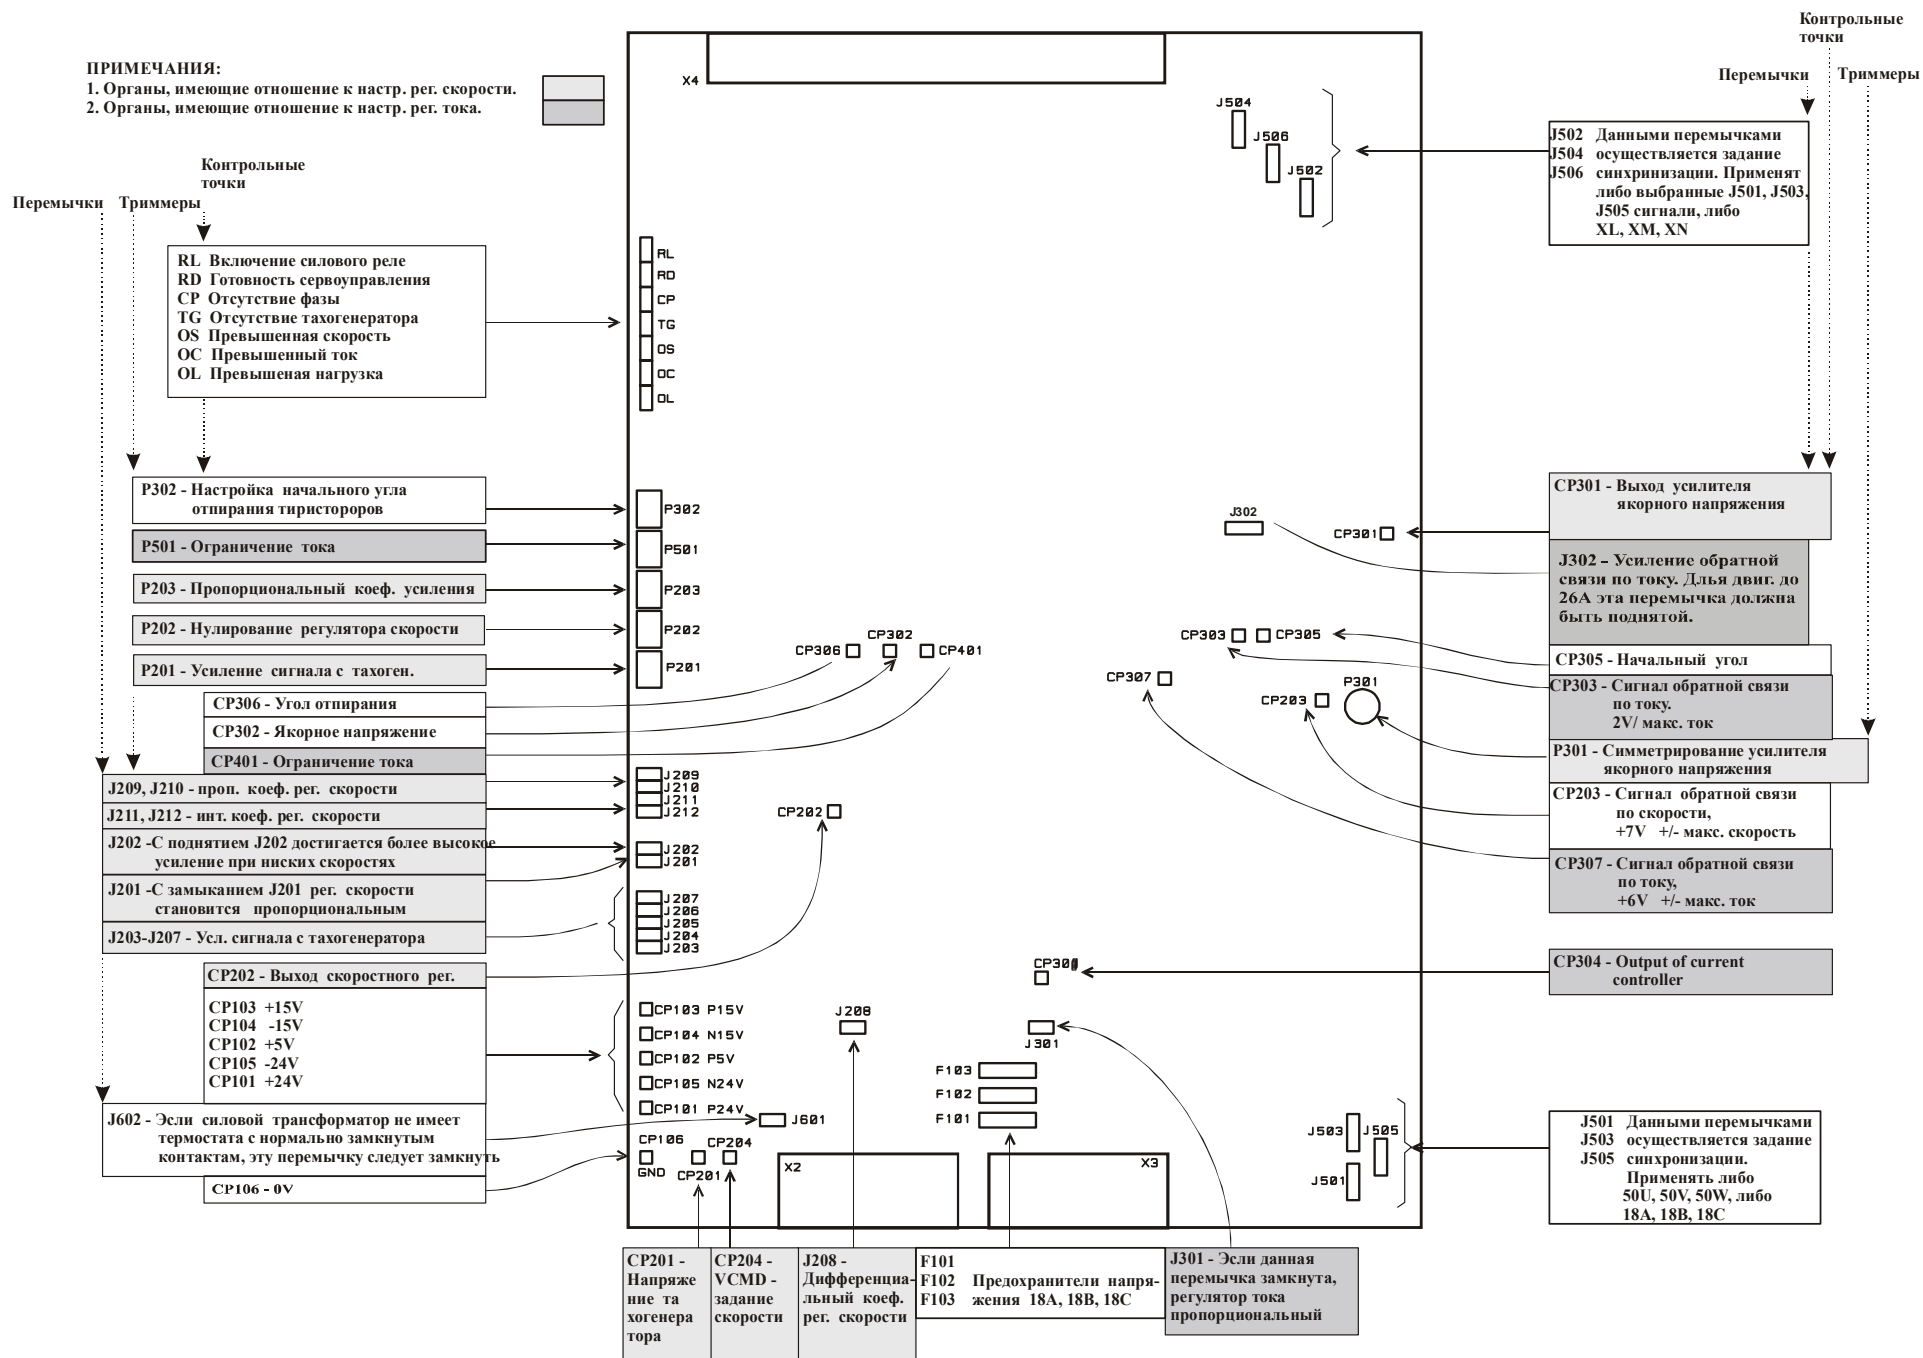 ПРИМЕЧАНИЯ:
1. Органы, имеющие отношение к настр. рег. скорости.
2. Органы, имеющие отношение к настр. рег. тока.
Контрольные
точки
Перемычки
Триммеры
RL Включение силового реле
RD Готовность сервоуправления
CP Отсутствие фазы
TG Отсутствие тахогенератора
OS Превышенная скорость
OC Превышенный ток
OL Превышеная нагрузка
P302 - Настройка начального угла
отпирания тиристороров
P501 - Ограничение тока
P203 - Пропорциональный коеф. усиления
P202 - Нулирование регулятора скорости
P201 - Усиление сигнала с тахоген.
CP306 - Угол отпирания
CP302 - Якорное напряжение
CP401 - Ограничение тока
J209, J210 - проп. коеф. рег. скорости
J211, J212 - инт. коеф. рег. скорости
J202 -С поднятием J202 достигается более высокое
усиление при ниских скоростях
J201 -С замыканием J201 рег. скорости
становится пропорциональным
J203-J207 - Усл. сигнала с тахогенератора
CP202 - Выход скоростного рег.
CP103 +15V
CP104 -15V
CP102 +5V
CP105 -24V
CP101 +24V
J602 - Эсли силовой трансформатор не имеет
термостата с нормально замкнутым
контактам, эту перемычку следует замкнуть
CP106 - 0V
X4
J504
J506
J502
RL
RD
CP
TG
OS
OC
OL
P302
P501
P203
P202
P201
CP306
CP302
CP401
J302
CP301
CP303
CP305
CP307
CP203
P301
J209
J210
J211
J212
CP202
J202
J201
J207
J206
J205
J204
J203
CP103 P15V
CP104 N15V
CP102 P5V
CP105 N24V
CP101 P24V
J208
J301
F103
F102
F101
J601
CP106
GND
CP201
CP204
X2
X3
J503
J505
J501
CP201 -
Напряже
ние та
хогенера
тора
CP204 -
VCMD -
задание
скорости
J208 -
Дифференциа-
льный коеф.
рег. скорости
F101
F102 Предохранители напря-
F103 жения 18A, 18B, 18C
J301 - Эсли данная
перемычка замкнута,
регулятор тока
пропорциональный
Контрольные
точки
Перемычки
Триммеры
J502 Данными перемычками
J504 осуществляется задание
J506 синхринизации. Применят
либо выбранные J501, J503,
J505 сигнали, либо
XL, XM, XN
CP301 - Выход усилителя
якорного напряжения
J302 – Усиление обратной
связи по току. Длья двиг. до
26А эта перемычка должна
быть поднятой.
CP305 - Начальный угол
CP303 - Сигнал обратной связи
по току.
2V/ макс. ток
P301 - Симметрирование усилителя
якорного напряжения
CP203 - Сигнал обратной связи
по скорости,
+7V +/- макс. скорость
CP307 - Сигнал обратной связи
по току,
+6V +/- макс. ток
CP304 - Output of current
controller
J501 Данными перемычками
J503 осуществляется задание
J505 синхронизации.
Применять либо
50U, 50V, 50W, либо
18A, 18B, 18C